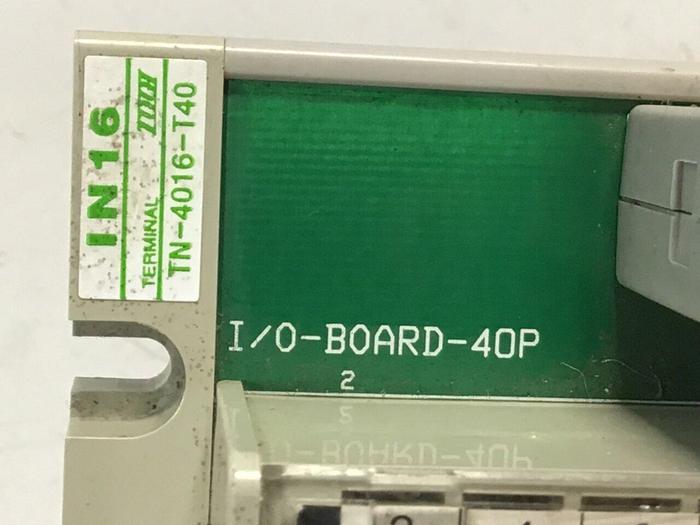 IN16
TERMINAL
TN-4016-T40
I/O-BOARD-40P
2